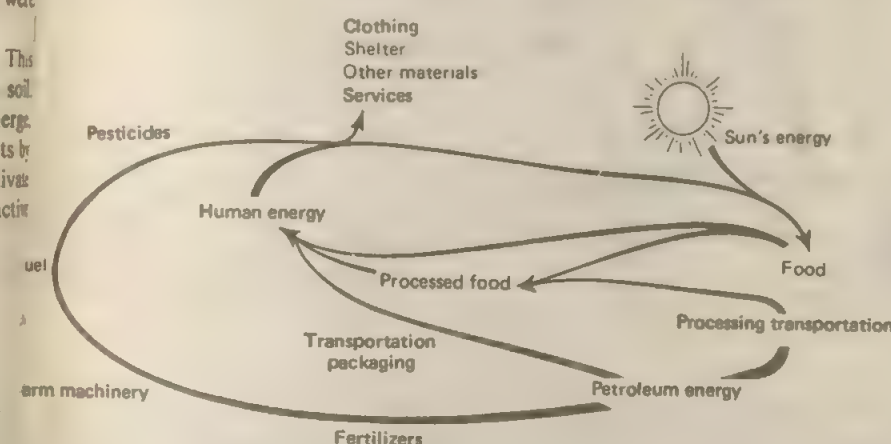 This
soil.
Clothing
Shelter
Other materials
Services
Pesticides
Sun's energy
Human energy
uel
Processed food
Food
Processing transportation
Transportation
packaging
arm machinery
Petroleum energy
Fertilizers